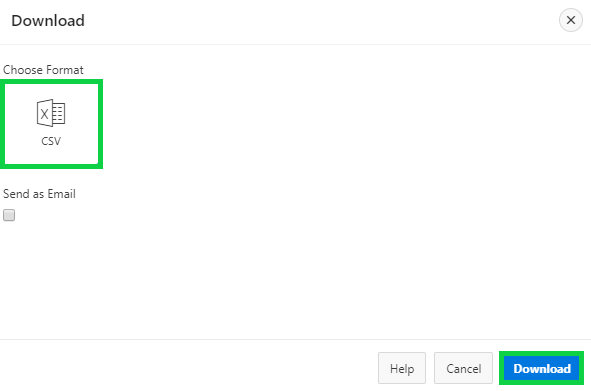 Download
Choose Format
X
CSV
Send as Email
Help Cancel Download